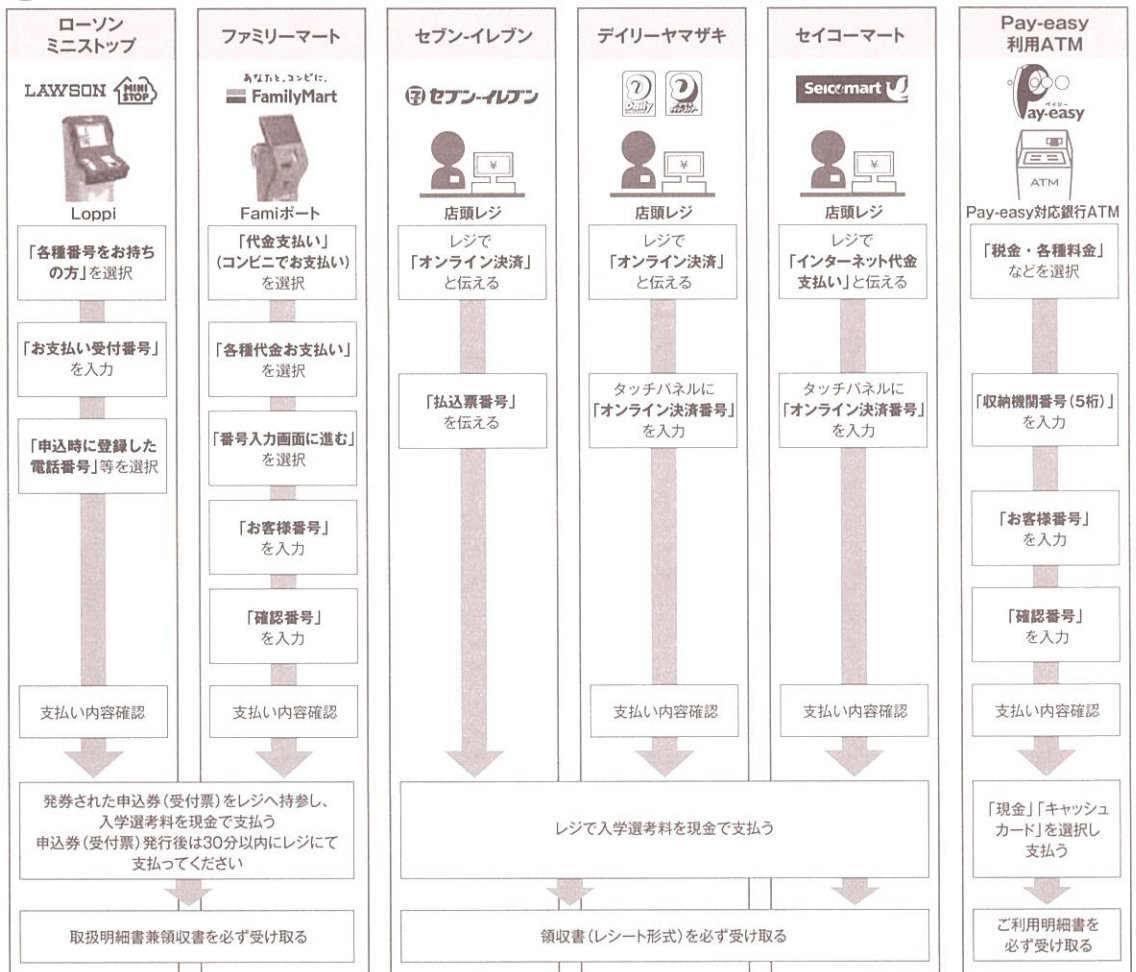 ローソン
ミニストップ
LAWSON
MINI
STOP
Loppi
「各種番号をお持ち
の方」を選択
「お支払い受付番号」
を入力
「申込時に登録した
電話番号」等を選択
支払い内容確認
ファミリーマート
あなたと、コンビに、
FamilyMart
Famiポート
「代金支払い」
(コンビニでお支払い)
を選択
「各種代金お支払い」
を選択
「番号入力画面に進む」
を選択
「お客様番号」
を入力
「確認番号」
を入力
支払い内容確認
発券された申込券(受付票)をレジへ持参し、
入学選考料を現金で支払う
申込券(受付票)発行後は30分以内にレジにて
支払ってください
取扱明細書兼領収書を必ず受け取る
セブン-イレブン
セブン-イレブン
¥
店頭レジ
レジで
「オンライン決済」
と伝える
「払込票番号」
を伝える
デイリーヤマザキ
Daily
¥
店頭レジ
レジで
「オンライン決済」
と伝える
タッチパネルに
「オンライン決済番号」
を入力
支払い内容確認
セイコーマート
Seicomart
¥
店頭レジ
レジで
「インターネット代金
支払い」と伝える
タッチパネルに
「オンライン決済番号」
を入力
支払い内容確認
レジで入学選考料を現金で支払う
領収書(レシート形式)を必ず受け取る
Pay-easy
利用ATM
ペイジー
Pay-easy
ATM
Pay-easy対応銀行ATM
「税金・各種料金」
などを選択
「収納機関番号(5桁)」
を入力
「お客様番号」
を入力
「確認番号」
を入力
支払い内容確認
「現金」「キャッシュ
カード」を選択し
支払う
ご利用明細書を
必ず受け取る